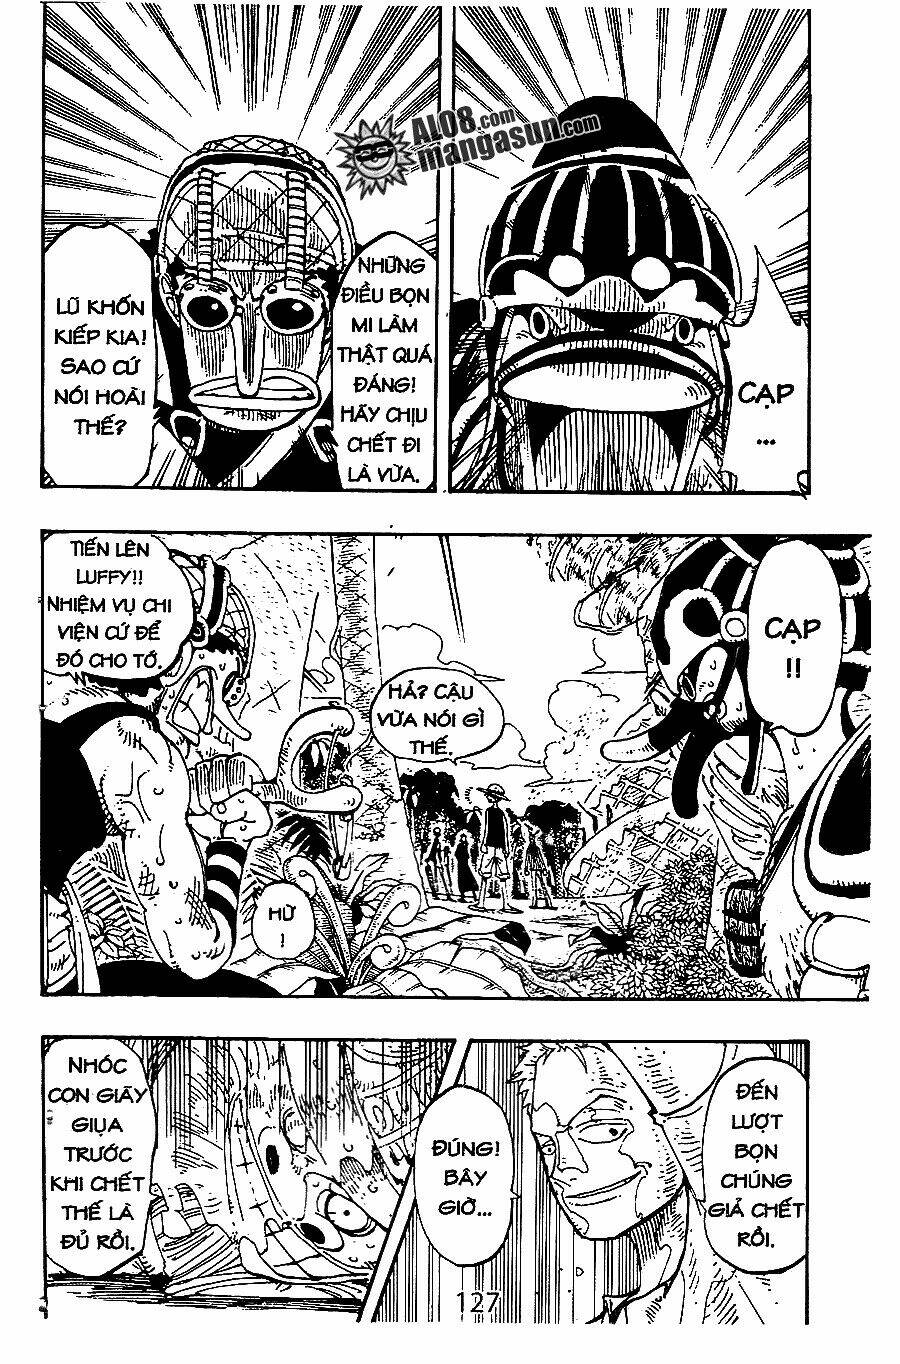 AL08.com
mangasun.com
LŨ KHỐN
KIẾP KIA!
SAO CỨ
NÓI HOÀI
THẾ?
NHỮNG
ĐIỀU BỌN
MI LÀM
THẬT QUÁ
ĐÁNG!
HÃY CHỊU
CHẾT ĐI
LÀ VỪA.
CẠP
...
TIẾN LÊN
LUFFY!!
NHIỆM VỤ CHI
VIỆN CỨ ĐỂ
ĐÓ CHO TỚ.
HẢ? CẬU
VỪA NÓI GÌ
THẾ.
CẠP
!!
HỪ
!
NHÓC
CON GIÃY
GIỤA
TRƯỚC
KHI CHẾT
THẾ LÀ
ĐỦ RỒI.
ĐÚNG!
BÂY
GIỜ...
ĐẾN
LƯỢT
BỌN
CHÚNG
GIẢ CHẾT
RỒI.
127